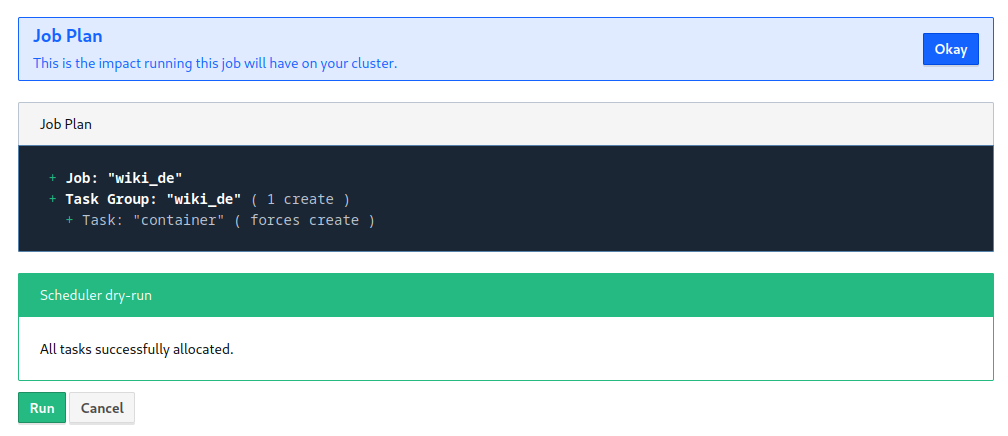 Job Plan
This is the impact running this job will have on your cluster.
Okay
Job Plan
+ Job: "wiki_de"
+ Task Group: "wiki_de" ( 1 create )
+ Task: "container" ( forces create )
Scheduler dry-run
All tasks successfully allocated.
Run Cancel